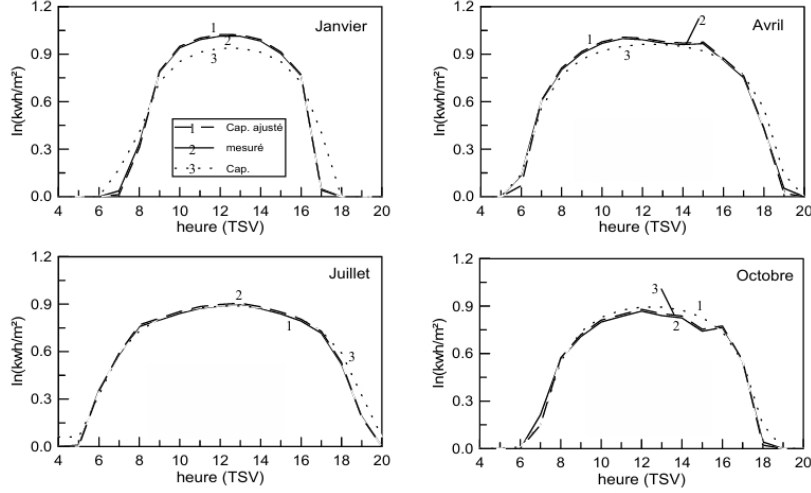 Janvier
ln(kwh/m²)
1.2
0.9
0.6
0.3
0.0
1
2
3
1 Cap. ajusté
2 mesuré
3 Cap.
4 6 8 10 12 14 16 18 20
heure (TSV)
Avril
ln(kwh/m²)
1.2
0.9
0.6
0.3
0.0
1
2
3
4 6 8 10 12 14 16 18 20
heure (TSV)
Juillet
ln(kwh/m²)
1.2
0.9
0.6
0.3
0.0
2
1
3
4 6 8 10 12 14 16 18 20
heure (TSV)
Octobre
ln(kwh/m²)
1.2
0.9
0.6
0.3
0.0
3
1
2
4 6 8 10 12 14 16 18 20
heure (TSV)